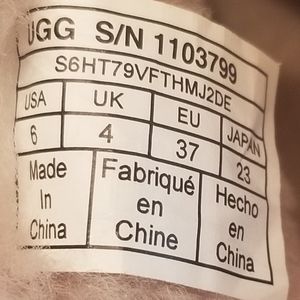 UGG S/N 1103799
S6HT79VFTHMJ2DE
USA UK EU JAPAN
6 4 37 23
Made Fabriqué Hecho
In en en
China Chine China